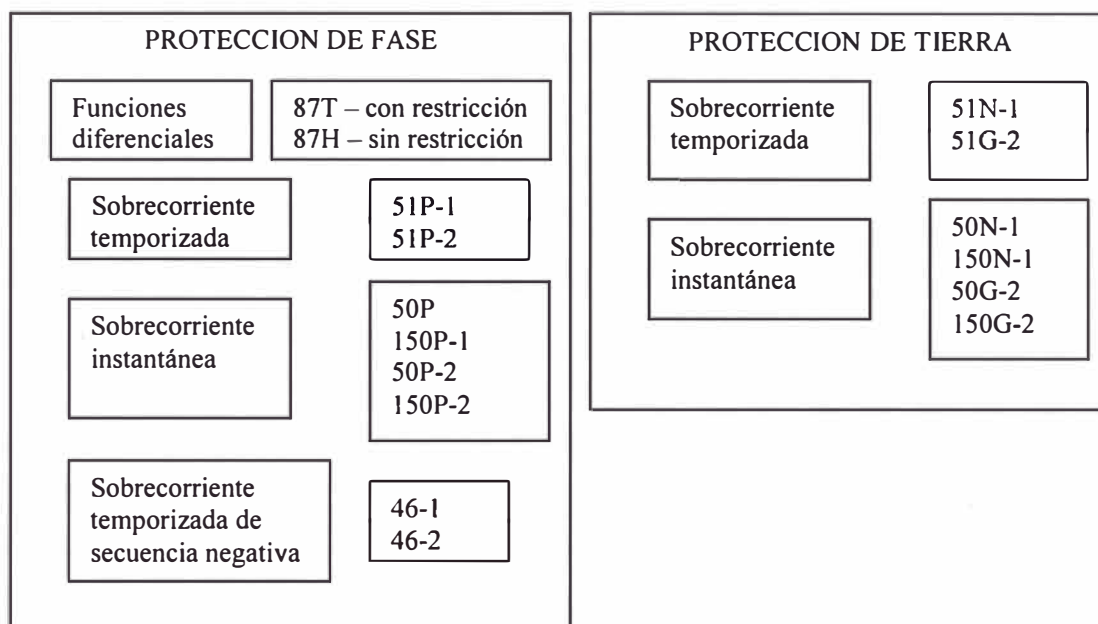 PROTECCION DE FASE
Funciones
diferenciales
87T – con restricción
87H – sin restricción
Sobrecorriente
temporizada
51P-1
51P-2
Sobrecorriente
instantánea
50P
150P-1
50P-2
150P-2
Sobrecorriente
temporizada de
secuencia negativa
46-1
46-2
PROTECCION DE TIERRA
Sobrecorriente
temporizada
51N-1
51G-2
Sobrecorriente
instantánea
50N-1
150N-1
50G-2
150G-2